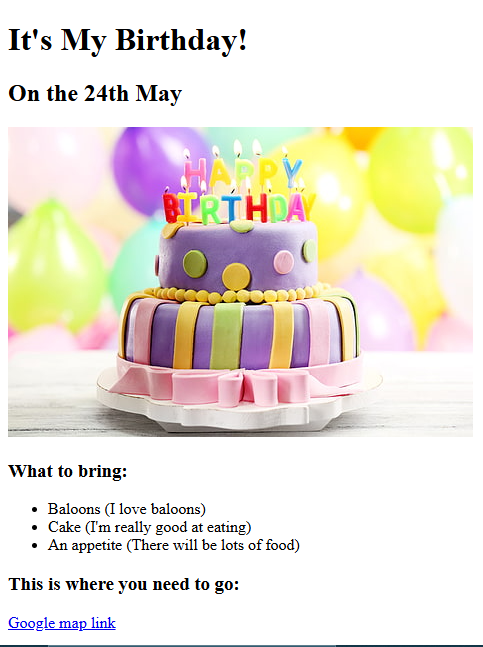 It's My Birthday!
On the 24th May
HAPPY
BIRTHDAY
What to bring:
Baloons (I love baloons)
Cake (I'm really good at eating)
An appetite (There will be lots of food)
This is where you need to go:
Google map link